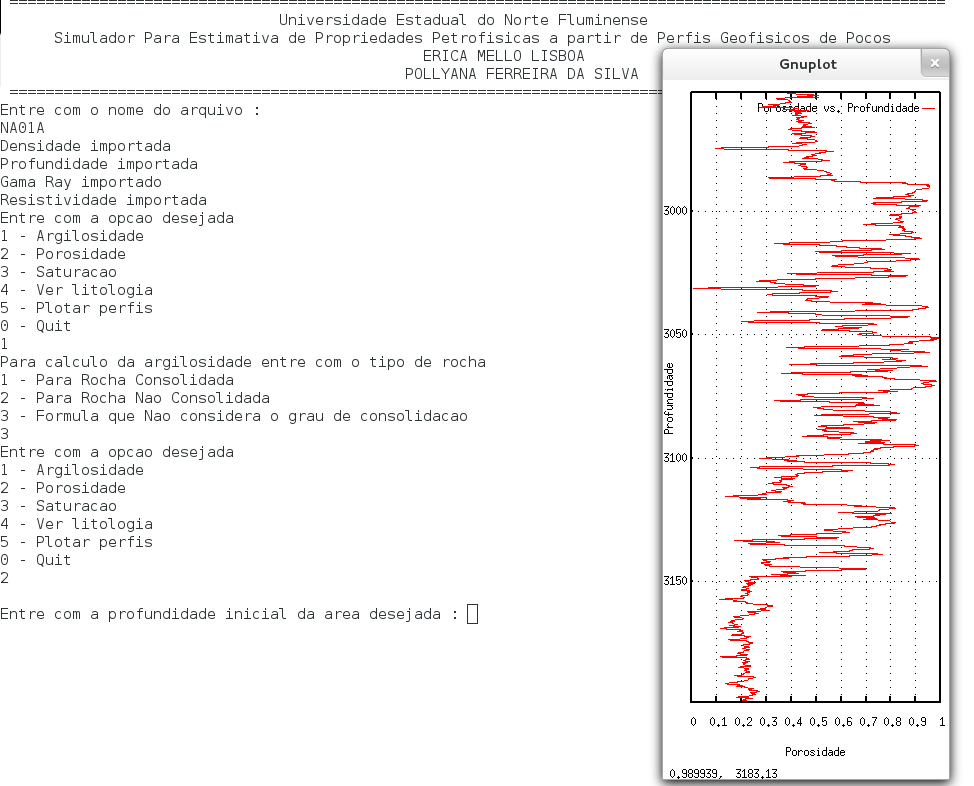 Universidade Estadual do Norte Fluminense
Simulador Para Estimativa de Propriedades Petrofisicas a partir de Perfis Geofisicos de Pocos
ERICA MELLO LISBOA
POLLYANA FERREIRA DA SILVA
Entre com o nome do arquivo :
NA01A
Densidade importada
Profundidade importada
Gama Ray importado
Resistividade importada
Entre com a opcao desejada
1 - Argilosidade
2 - Porosidade
3 - Saturacao
4 - Ver litologia
5 - Plotar perfis
0 - Quit
1
Para calculo da argilosidade entre com o tipo de rocha
1 - Para Rocha Consolidada
2 - Para Rocha Nao Consolidada
3 - Formula que Nao considera o grau de consolidacao
3
Entre com a opcao desejada
1 - Argilosidade
2 - Porosidade
3 - Saturacao
4 - Ver litologia
5 - Plotar perfis
0 - Quit
2
Entre com a profundidade inicial da area desejada :
Gnuplot
Porosidade vs. Profundidade
3000
3050
Profundidade
3100
3150
0 0.1 0.2 0.3 0.4 0.5 0.6 0.7 0.8 0.9 1
Porosidade
0.989939, 3183.13